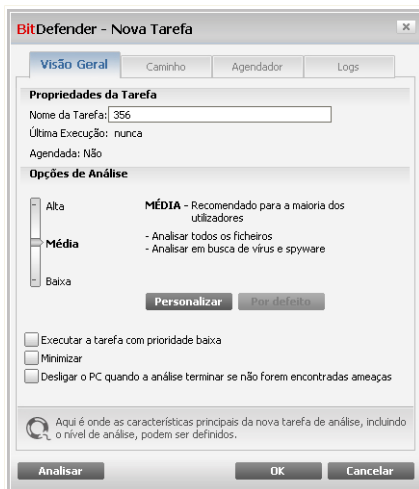 BitDefender - Nova Tarefa
Visão Geral Caminho Agendador Logs
Propriedades da Tarefa
Nome da Tarefa: 356
Última Execução: nunca
Agendada: Não
Opções de Análise
Alta
Média
Baixa
MÉDIA - Recomendado para a maioria dos
utilizadores
- Analisar todos os ficheiros
- Analisar em busca de vírus e spyware
Personalizar Por defeito
Executar a tarefa com prioridade baixa
Minimizar
Desligar o PC quando a análise terminar se não forem encontradas ameaças
Aqui é onde as características principais da nova tarefa de análise, incluindo
o nível de análise, podem ser definidos.
Analisar OK Cancelar